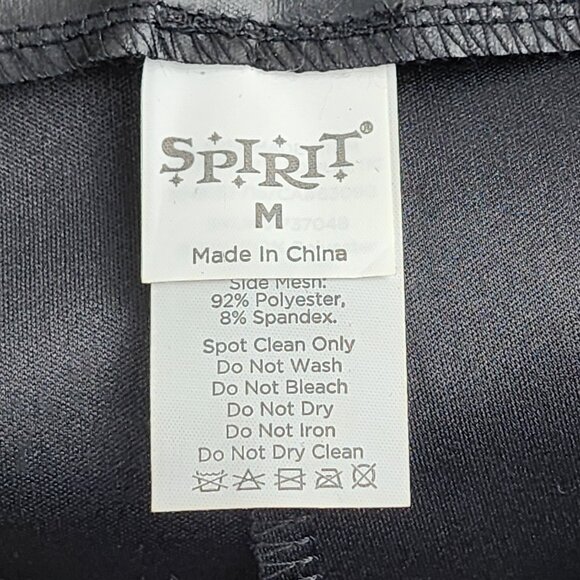 SPIRIT®
M
Made In China
Side Mesh:
92% Polyester,
8% Spandex.
Spot Clean Only
Do Not Wash
Do Not Bleach
Do Not Dry
Do Not Iron
Do Not Dry Clean